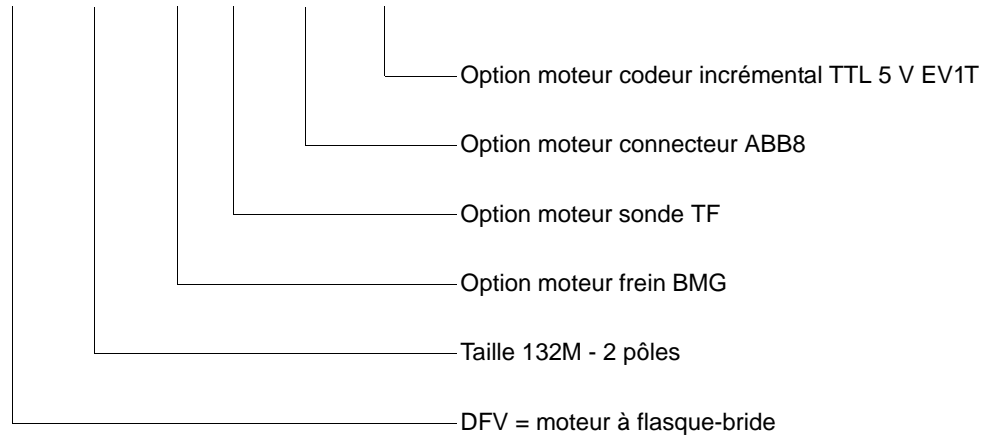 Option moteur codeur incrémental TTL 5 V EV1T
Option moteur connecteur ABB8
Option moteur sonde TF
Option moteur frein BMG
Taille 132M - 2 pôles
DFV = moteur à flasque-bride